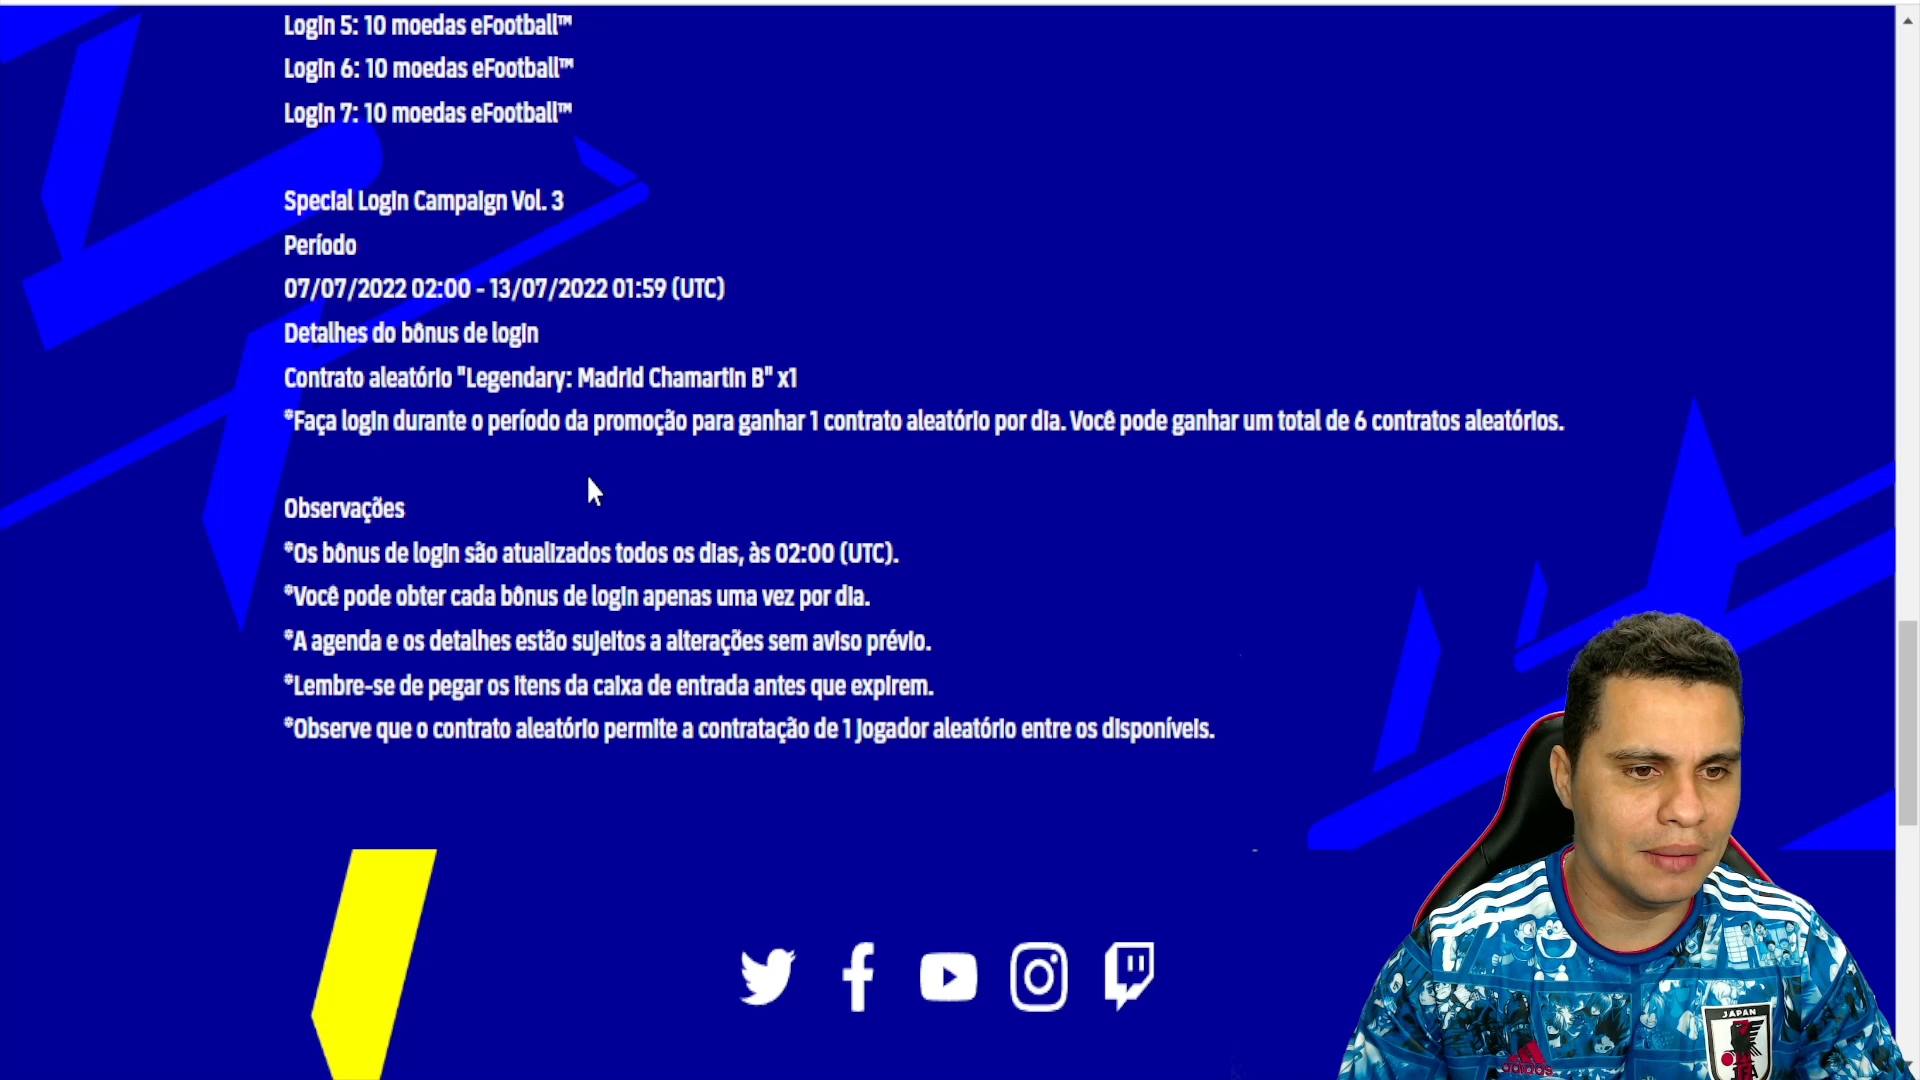 Login 5: 10 moedas eFootball™
Login 6: 10 moedas eFootball™
Login 7: 10 moedas eFootball™
Special Login Campaign Vol. 3
Período
07/07/2022 02:00 - 13/07/2022 01:59 (UTC)
Detalhes do bônus de login
Contrato aleatório "Legendary: Madrid Chamartin B" x1
*Faça login durante o período da promoção para ganhar 1 contrato aleatório por dia. Você pode ganhar um total de 6 contratos aleatórios.
Observações
*Os bônus de login são atualizados todos os dias, às 02:00 (UTC).
*Você pode obter cada bônus de login apenas uma vez por dia.
*A agenda e os detalhes estão sujeitos a alterações sem aviso prévio.
*Lembre-se de pegar os itens da caixa de entrada antes que expirem.
*Observe que o contrato aleatório permite a contratação de 1 jogador aleatório entre os disponíveis.
JAPAN
JFA
adidas